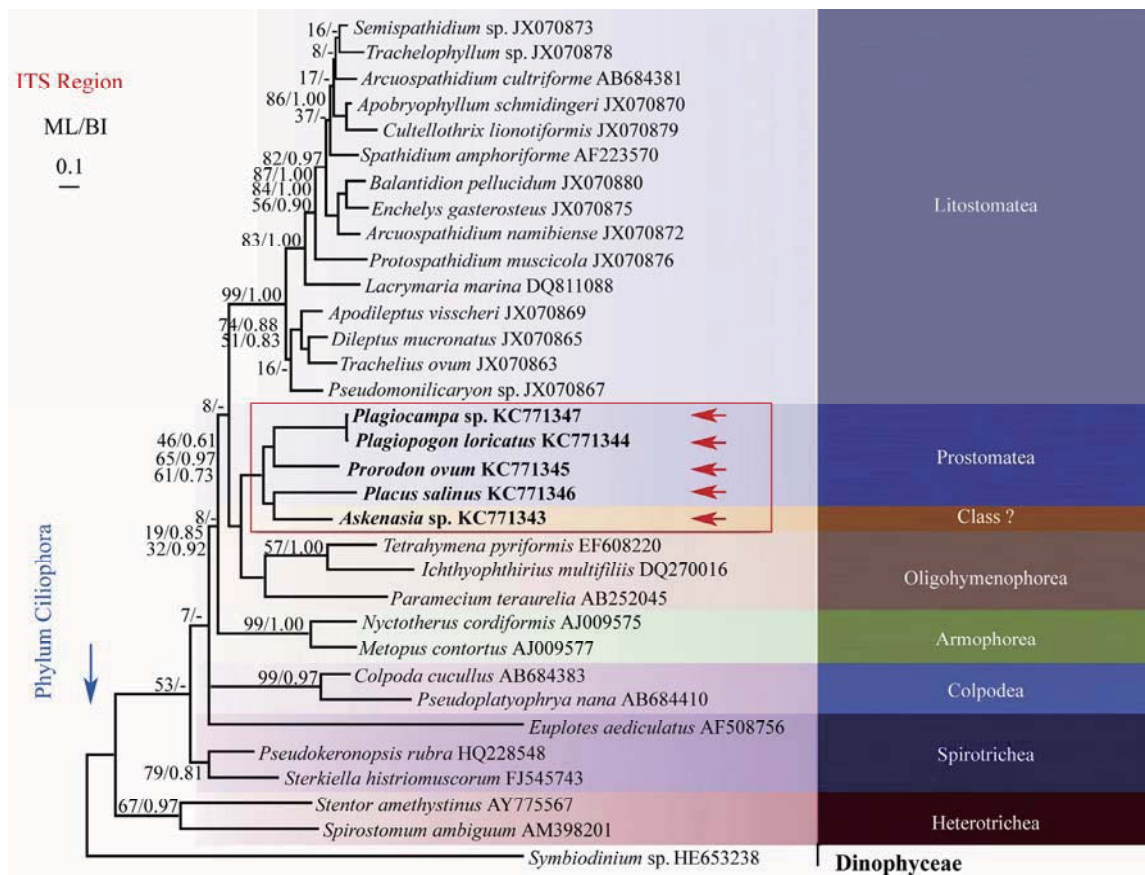 ITS Region
ML/BI
0.1
Phylum Ciliophora
16/-
8/-
17/-
86/1.00
37/-
82/0.97
87/1.00
84/1.00
56/0.90
83/1.00
99/1.00
74/0.88
51/0.83
16/-
8/-
46/0.61
65/0.97
61/0.73
8/-
19/0.85
32/0.92
57/1.00
7/-
99/1.00
53/-
99/0.97
79/0.81
67/0.97
Semispathidium sp. JX070873
Trachelophyllum sp. JX070878
Arcuospathidium cultriforme AB684381
Apobryophyllum schmidingeri JX070870
Cultellothrix lionotiformis JX070879
Spathidium amphoriforme AF223570
Balantidion pellucidum JX070880
Enchelys gasterosteus JX070875
Arcuospathidium namibiense JX070872
Protospathidium muscicola JX070876
Lacrymaria marina DQ811088
Apodileptus visscheri JX070869
Dileptus mucronatus JX070865
Trachelius ovum JX070863
Pseudomonilicaryon sp. JX070867
Plagiocampa sp. KC771347
Plagiopogon loricatus KC771344
Prorodon ovum KC771345
Placus salinus KC771346
Askenasia sp. KC771343
Tetrahymena pyriformis EF608220
Ichthyophthirius multifiliis DQ270016
Paramecium teraurelia AB252045
Nyctotherus cordiformis AJ009575
Metopus contortus AJ009577
Colpoda cucullus AB684383
Pseudoplatyophrya nana AB684410
Euplotes aediculatus AF508756
Pseudokeronopsis rubra HQ228548
Sterkiella histriomuscorum FJ545743
Stentor amethystinus AY775567
Spirostomum ambiguum AM398201
Symbiodinium sp. HE653238
Litostomatea
Prostomatea
Class ?
Oligohymenophorea
Armophorea
Colpodea
Spirotrichea
Heterotrichea
Dinophyceae